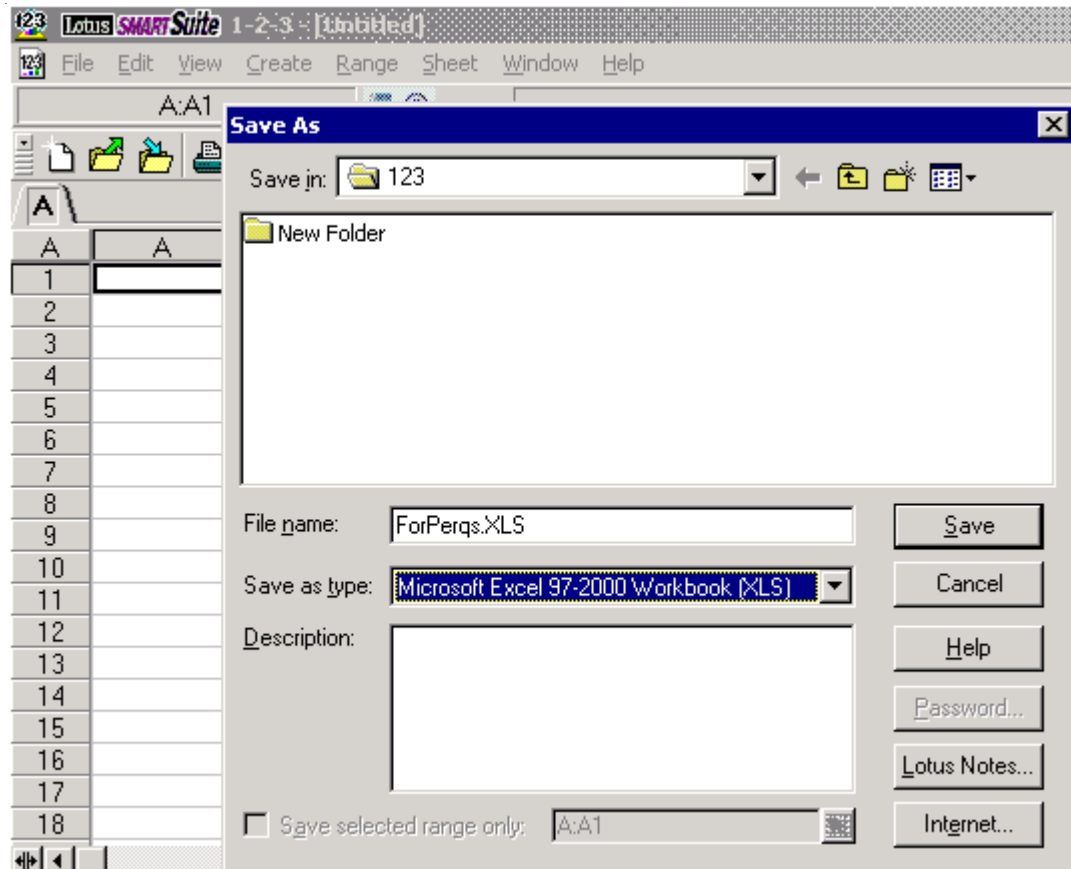 123 Lotus SMARTSuite 1-2-3 - [Untitled]
123 File Edit View Create Range Sheet Window Help
A:A1
Save As
Save in: 123
A
New Folder
A A
1
2
3
4
5
6
7
8
File name: ForPerqs.XLS Save
9
10
Save as type: Microsoft Excel 97-2000 Workbook (XLS) Cancel
11
12
Description: Help
13
14
Password...
15
16
Lotus Notes...
17
18
Save selected range only: A:A1 Internet...